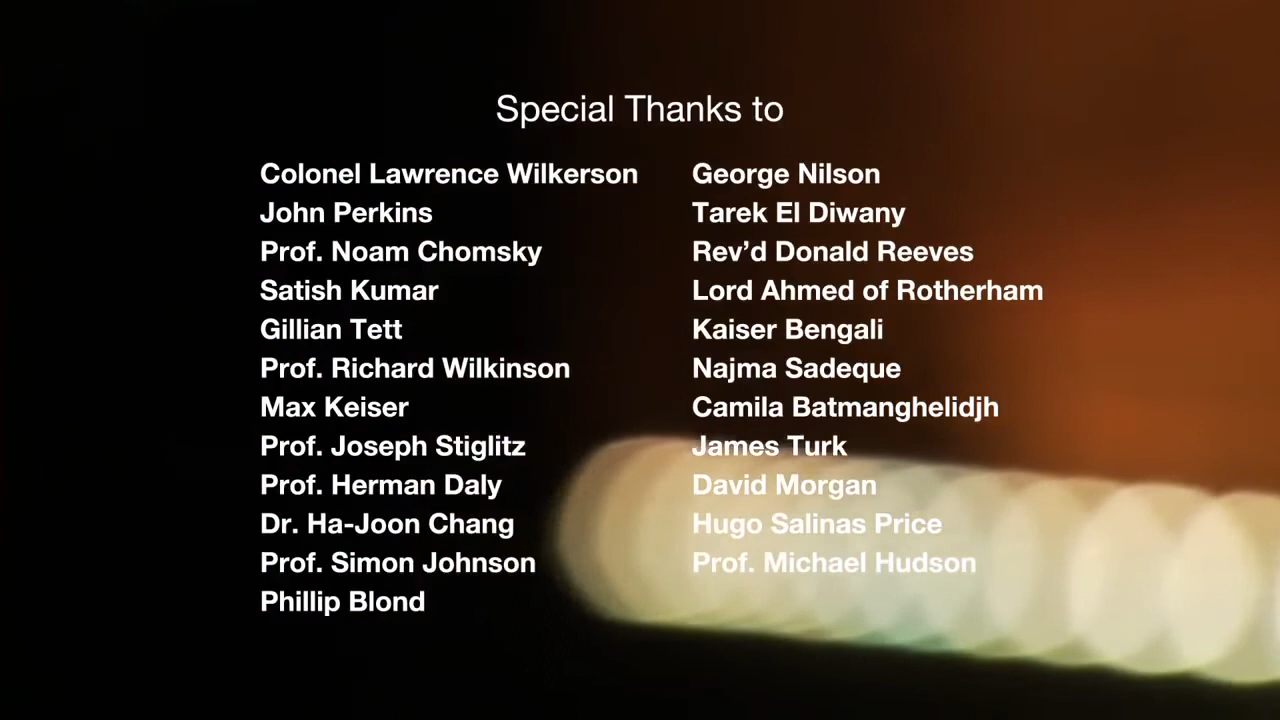 Special Thanks to
Colonel Lawrence Wilkerson
John Perkins
Prof. Noam Chomsky
Satish Kumar
Gillian Tett
Prof. Richard Wilkinson
Max Keiser
Prof. Joseph Stiglitz
Prof. Herman Daly
Dr. Ha-Joon Chang
Prof. Simon Johnson
Phillip Blond
George Nilson
Tarek El Diwany
Rev’d Donald Reeves
Lord Ahmed of Rotherham
Kaiser Bengali
Najma Sadeque
Camila Batmanghelidjh
James Turk
David Morgan
Hugo Salinas Price
Prof. Michael Hudson